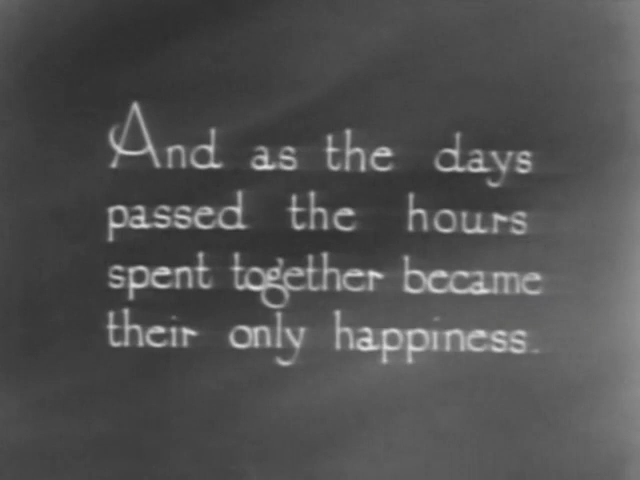 And as the days
passed the hours
spent together became
their only happiness.